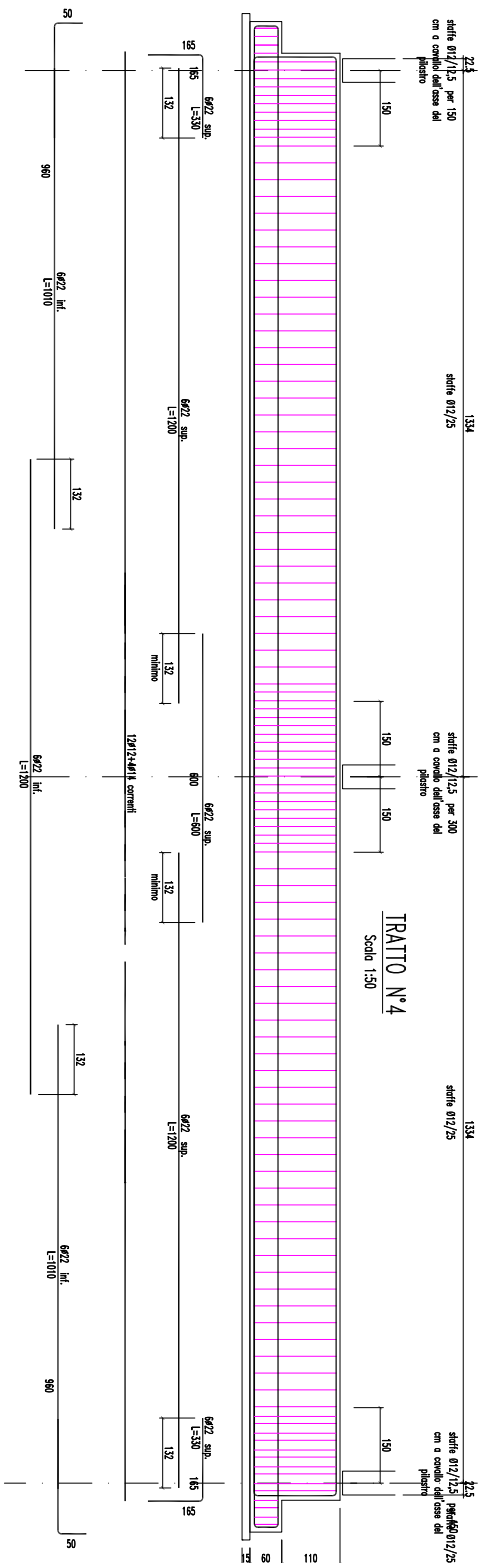 TRATTO N°4
Scala 1:50
22.5
1334
1334
22.5
staffe Ø12/12,5 per 150
cm a cavallo dell'asse del
pilastro
staffe Ø12/25
staffe Ø12/12,5 per 300
cm a cavallo dell'asse del
pilastro
staffe Ø12/25
staffe Ø12/12,5
cm a cavallo dell'asse del
pilastro
Ø12/25
150
150
150
150
110
60
15
165
165
6ø22 sup.
L=330
132
132
minimo
600
6ø22 sup.
L=600
132
minimo
6ø22 sup.
L=330
132
165
165
6ø22 sup.
L=1200
6ø22 sup.
L=1200
correnti
50
960
6ø22 inf.
L=1010
132
6ø22 inf.
L=1200
132
6ø22 inf.
L=1010
960
50